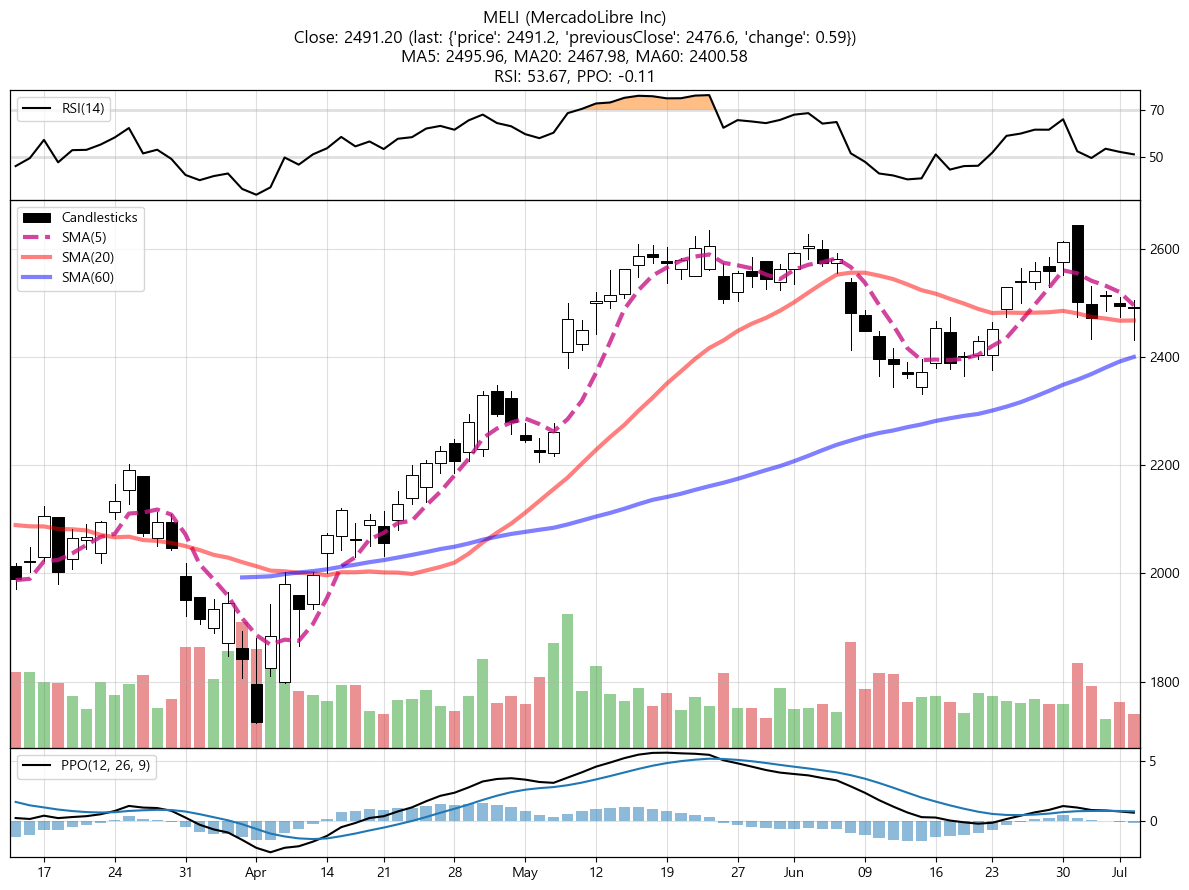 MELI (MercadoLibre Inc)
Close: 2491.20 (last: {'price': 2491.2, 'previousClose': 2476.6, 'change': 0.59})
MA5: 2495.96, MA20: 2467.98, MA60: 2400.58
RSI: 53.67, PPO: -0.11
RSI(14)
70
50
Candlesticks
SMA(5)
SMA(20)
SMA(60)
2600
2400
2200
2000
1800
PPO(12, 26, 9)
5
0
17 24 31 Apr 14 21 28 May 12 19 27 Jun 09 16 23 30 Jul